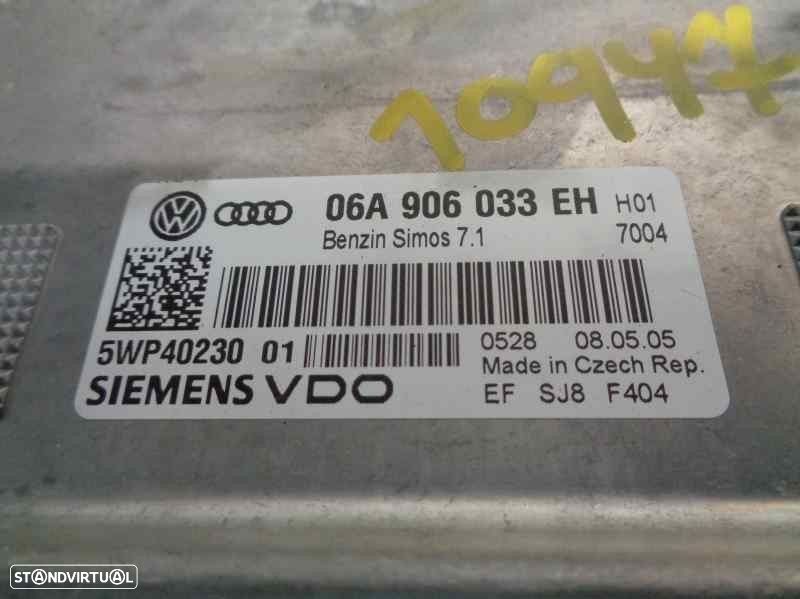 10947
06A 906 033 EH H01
Benzin Simos 7.1 7004
5WP40230 01 0528 08.05.05
Made in Czech Rep.
SIEMENS VDO EF SJ8 F404
STANDVIRTUAL